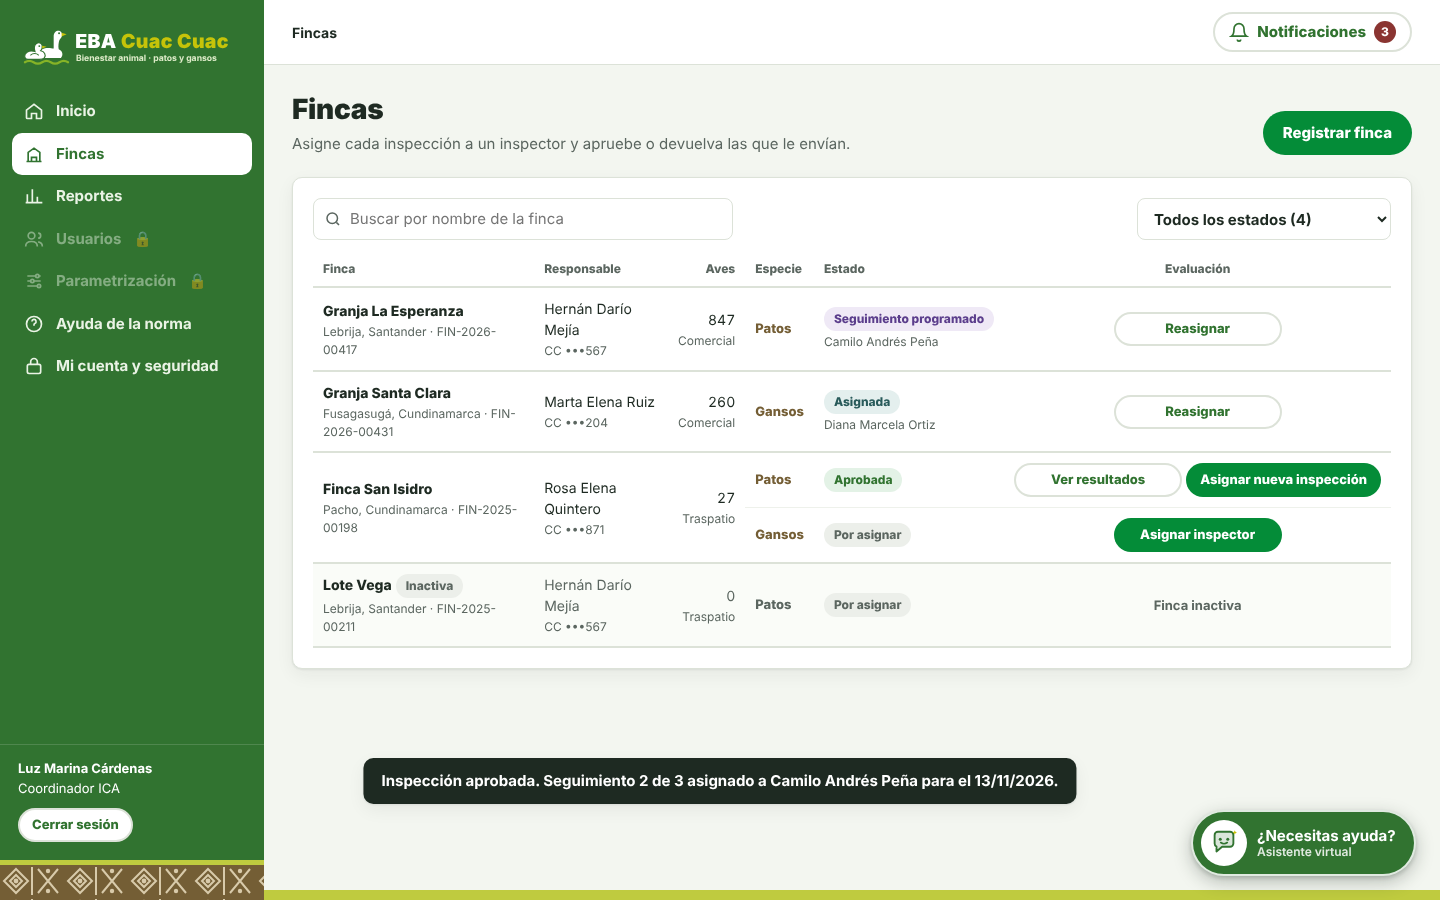 EBA Cuac Cuac
Bienestar animal · patos y gansos
Inicio
Fincas
Reportes
Usuarios
Parametrización
Ayuda de la norma
Mi cuenta y seguridad
Luz Marina Cárdenas
Coordinador ICA
Cerrar sesión
Fincas
Notificaciones 3
Fincas
Asigne cada inspección a un inspector y apruebe o devuelva las que le envían.
Registrar finca
Buscar por nombre de la finca
Todos los estados (4)
Finca Responsable Aves Especie Estado Evaluación
Granja La Esperanza
Lebrija, Santander · FIN-2026-
00417
Hernán Darío
Mejía
CC •••567
847
Comercial
Patos
Seguimiento programado
Camilo Andrés Peña
Reasignar
Granja Santa Clara
Fusagasugá, Cundinamarca · FIN-
2026-00431
Marta Elena Ruiz
CC •••204
260
Comercial
Gansos
Asignada
Diana Marcela Ortiz
Reasignar
Finca San Isidro
Pacho, Cundinamarca · FIN-2025-
00198
Rosa Elena
Quintero
CC •••871
27
Traspatio
Patos
Aprobada
Ver resultados
Asignar nueva inspección
Gansos
Por asignar
Asignar inspector
Lote Vega Inactiva
Lebrija, Santander · FIN-2025-
00211
Hernán Darío
Mejía
CC •••567
0
Traspatio
Patos
Por asignar
Finca inactiva
Inspección aprobada. Seguimiento 2 de 3 asignado a Camilo Andrés Peña para el 13/11/2026.
¿Necesitas ayuda?
Asistente virtual